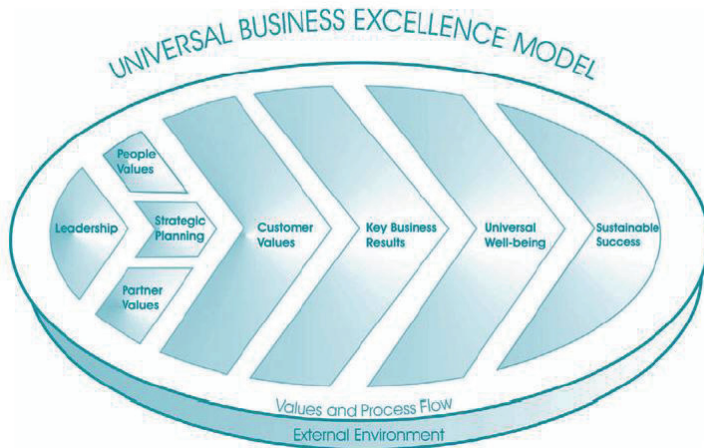 UNIVERSAL BUSINESS EXCELLENCE MODEL
People
Values
Leadership
Strategic
Planning
Partner
Values
Customer
Values
Key Business
Results
Universal
Well-being
Sustainable
Success
Values and Process Flow
External Environment